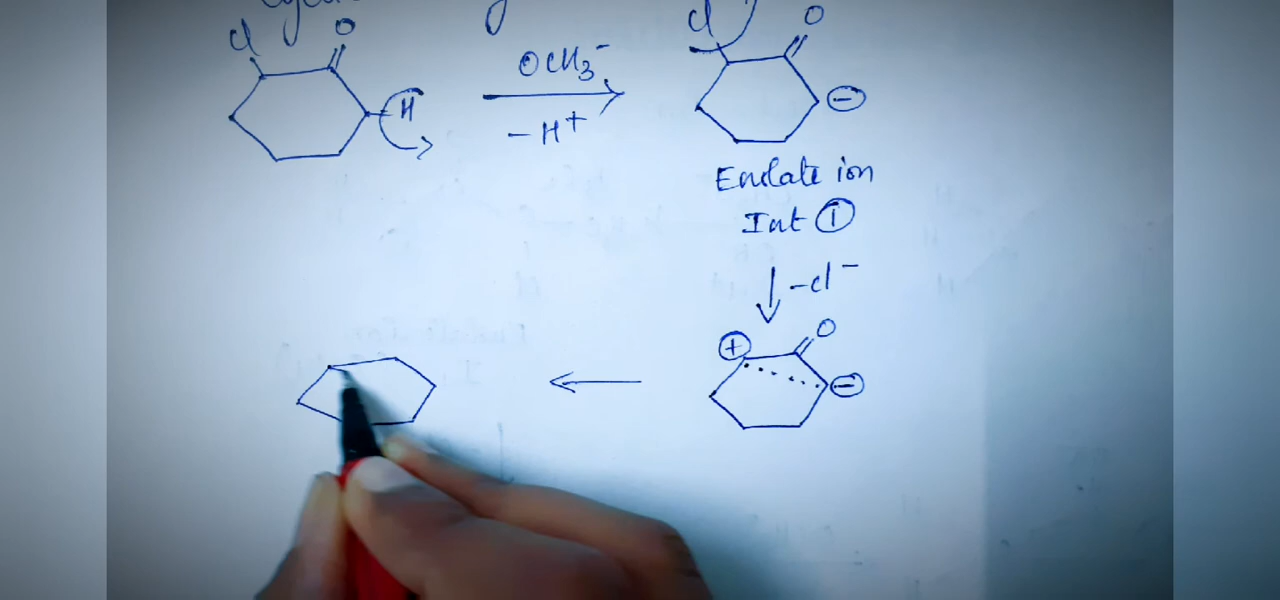 Cl O
H
OCH3⁻
−H⁺
Cl O
⊖
Enolate ion
Int ①
−Cl⁻
⊕ O
⊖